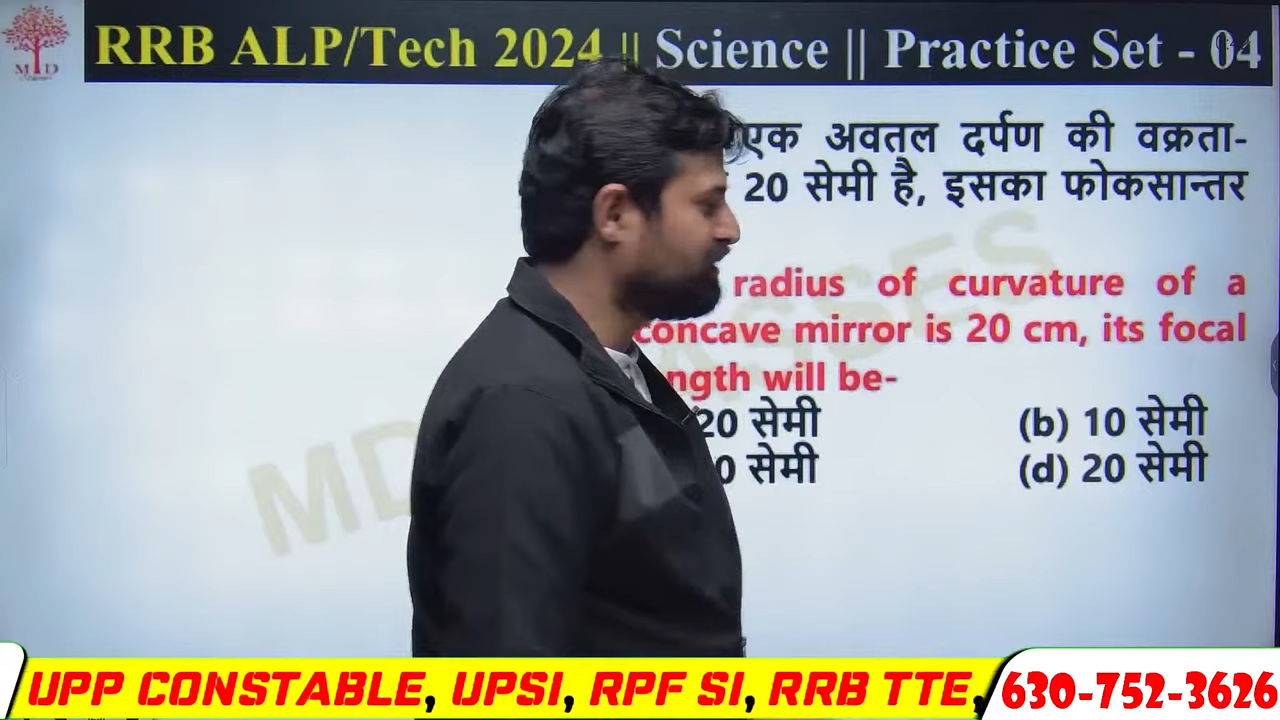 RRB ALP/Tech 2024 || Science || Practice Set - 04
MD
एक अवतल दर्पण की वक्रता-
20 सेमी है, इसका फोकसान्तर
radius of curvature of a
concave mirror is 20 cm, its focal
ngth will be-
20 सेमी (b) 10 सेमी
0 सेमी (d) 20 सेमी
UPP CONSTABLE, UPSI, RPF SI, RRB TTE, 630-752-3626